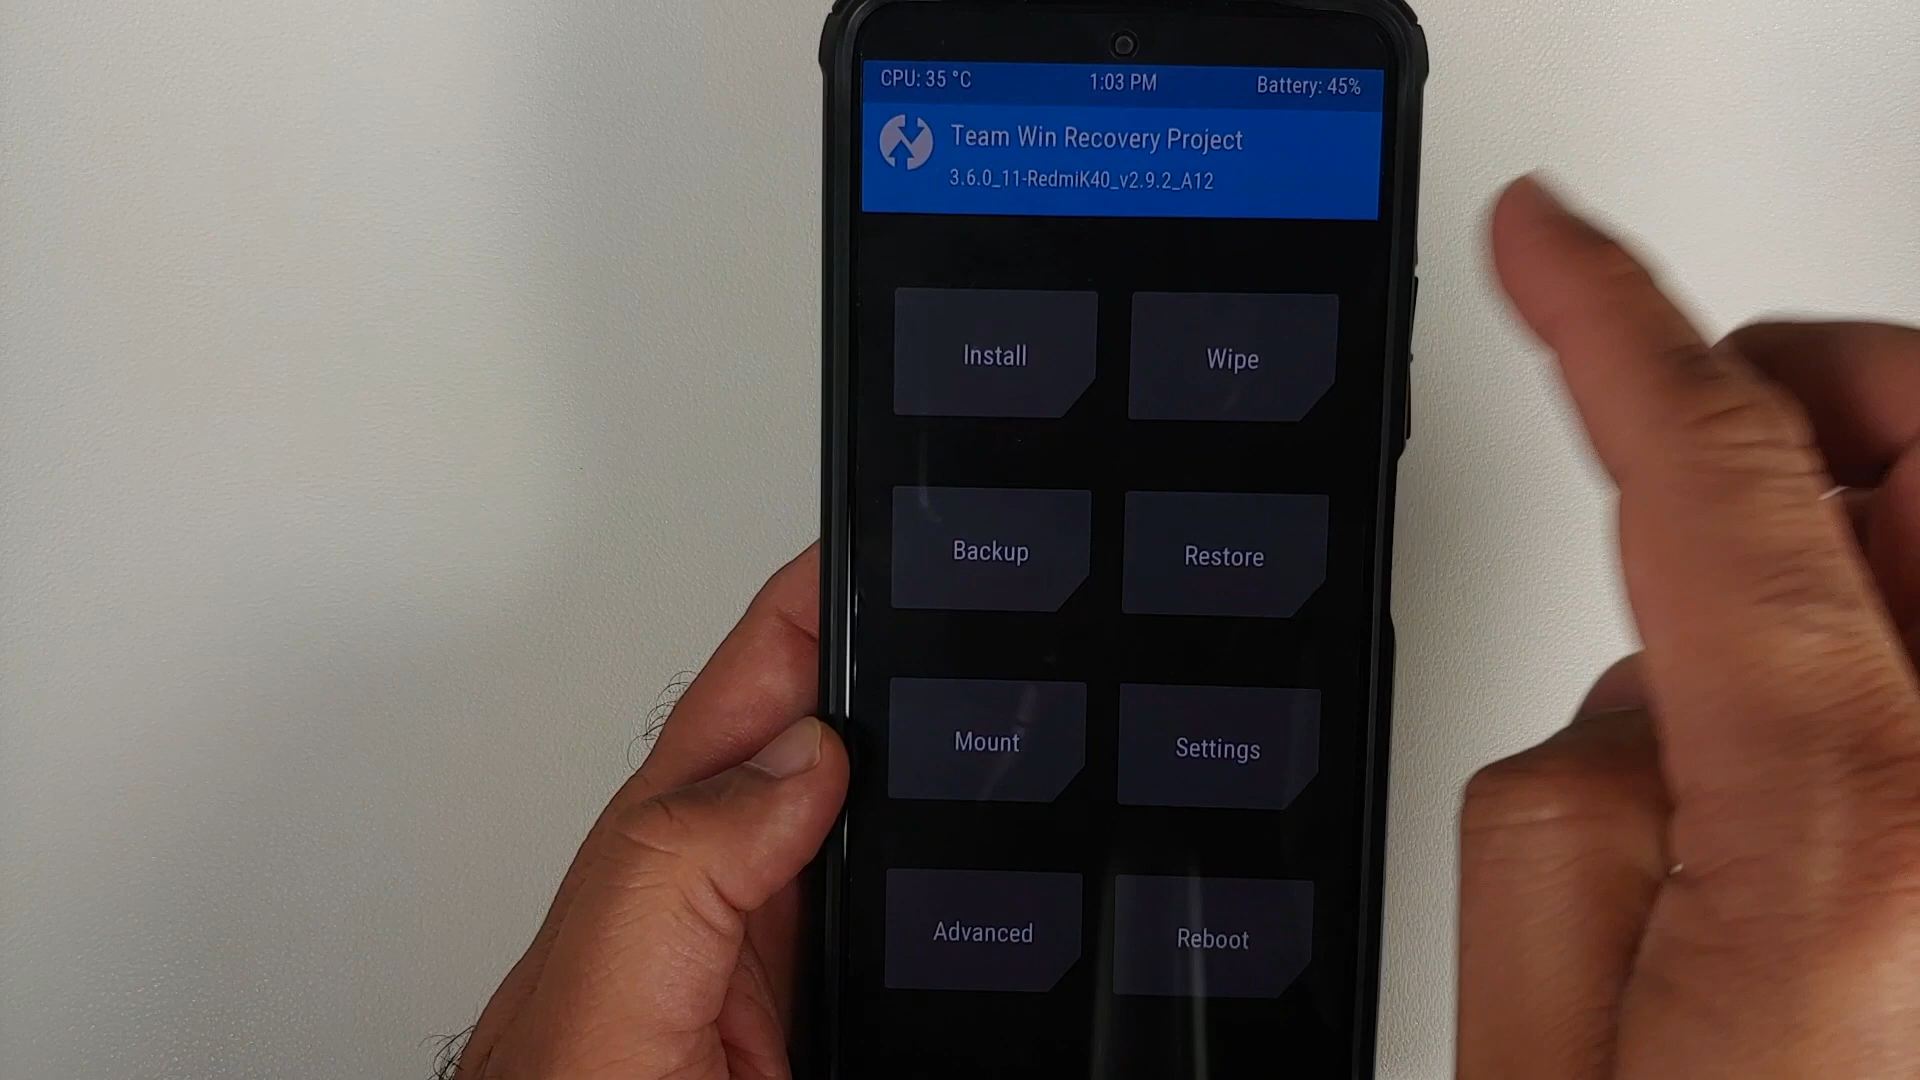 CPU: 35 °C 1:03 PM Battery: 45%
Team Win Recovery Project
3.6.0_11-RedmiK40_v2.9.2_A12
Install Wipe
Backup Restore
Mount Settings
Advanced Reboot